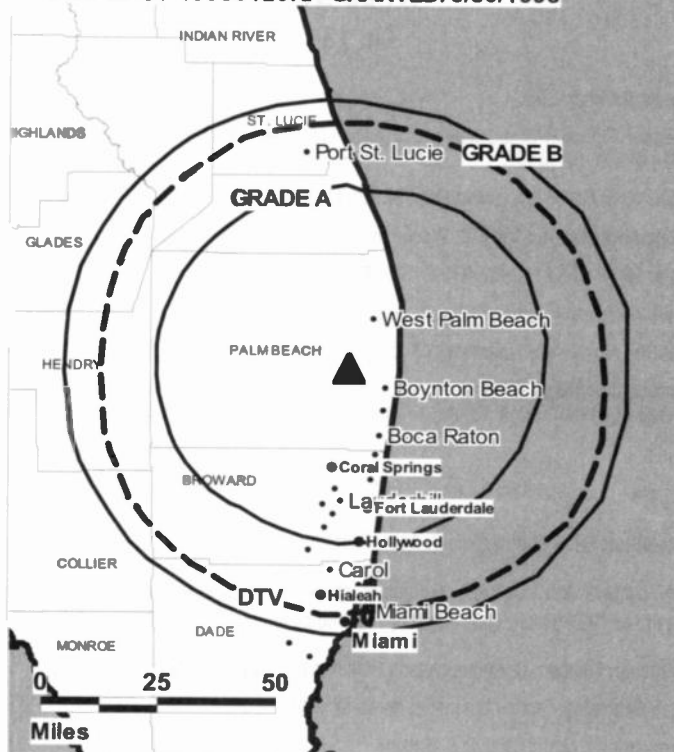 INDIAN RIVER
ST. LUCIE
HIGHLANDS
Port St. Lucie
GRADE B
GRADE A
GLADES
West Palm Beach
PALM BEACH
HENDRY
Boynton Beach
Boca Raton
Coral Springs
BROWARD
Fort Lauderdale
Hollywood
COLLIER
Carol
DTV
Hialeah
Miami Beach
DADE
Miami
MONROE
0 25 50
Miles